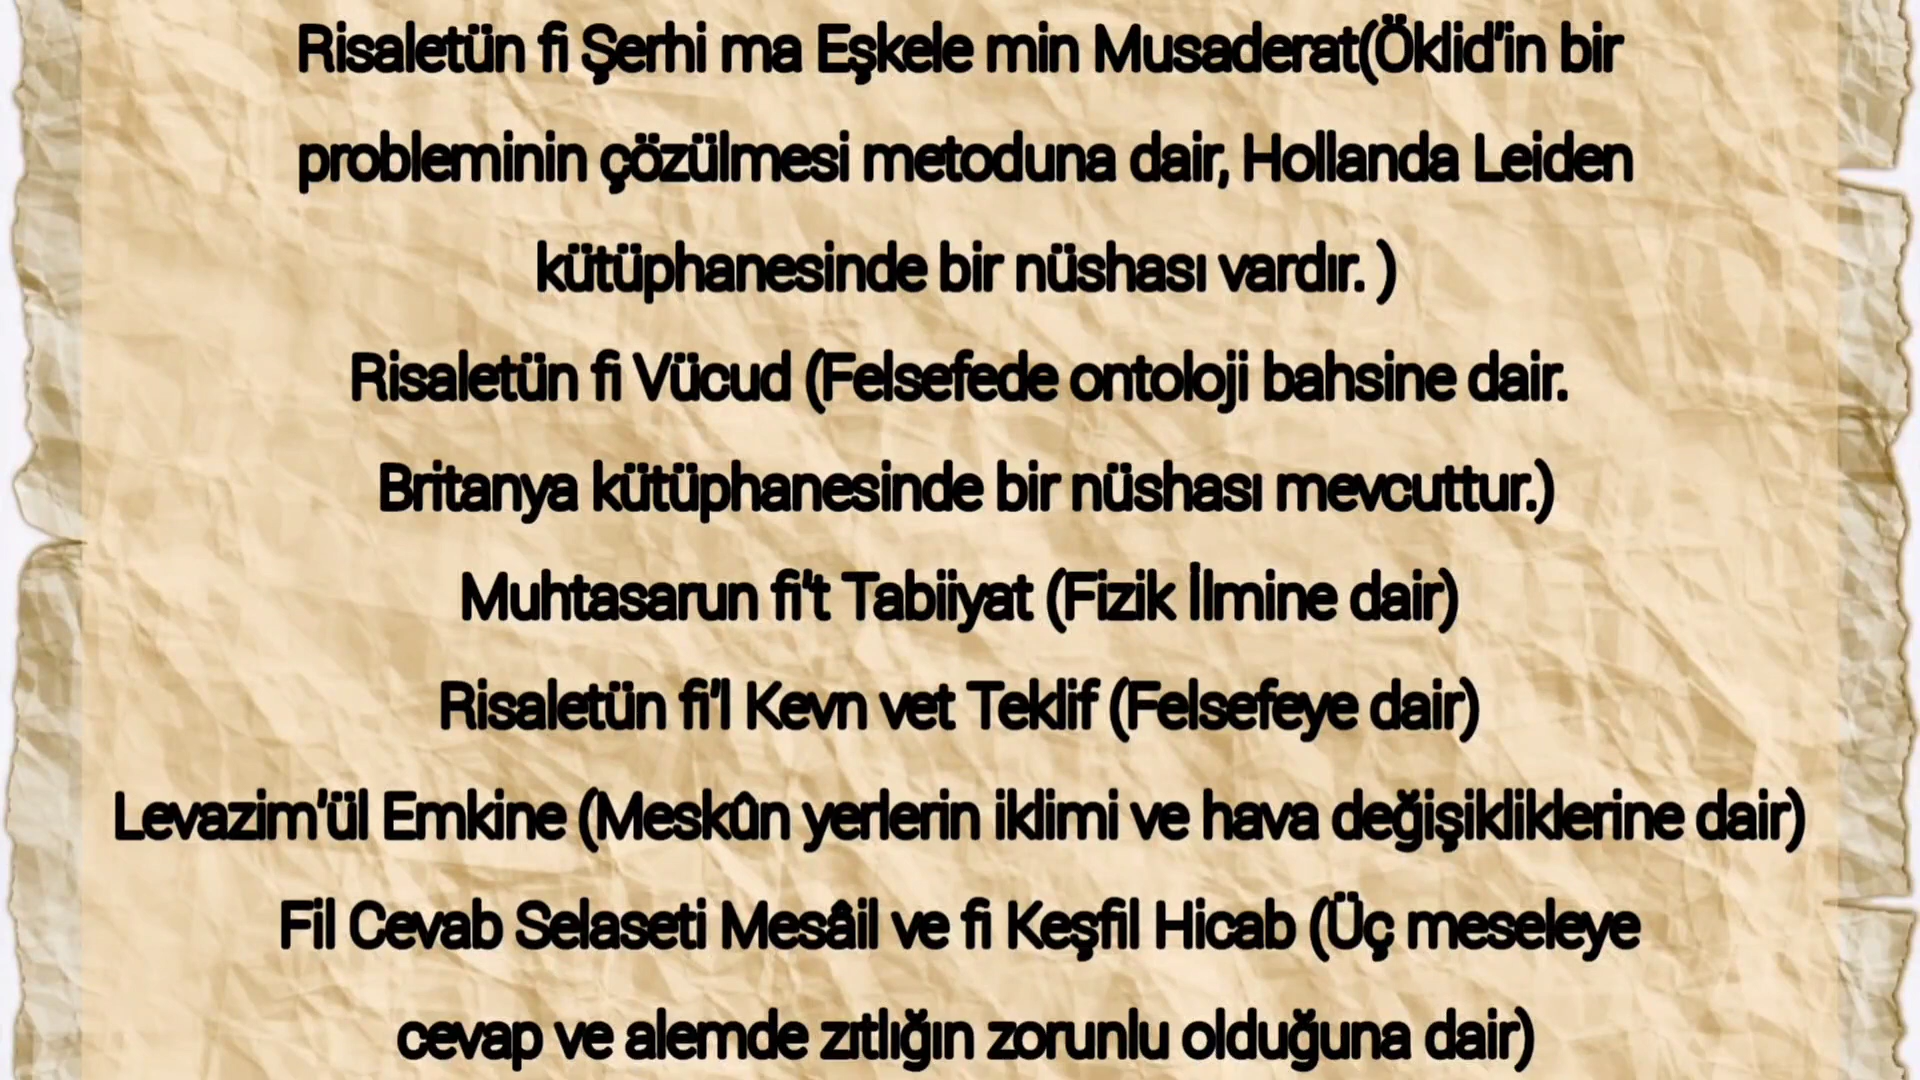 Risaletün fi Şerhi ma Eşkele min Musaderat(Öklid'in bir
probleminin çözülmesi metoduna dair, Hollanda Leiden
kütüphanesinde bir nüshası vardır. )
Risaletün fi Vücud (Felsefede ontoloji bahsine dair.
Britanya kütüphanesinde bir nüshası mevcuttur.)
Muhtasarun fi't Tabiiyat (Fizik İlmine dair)
Risaletün fi'l Kevn vet Teklif (Felsefeye dair)
Levazim'ül Emkine (Meskûn yerlerin iklimi ve hava değişikliklerine dair)
Fil Cevab Selaseti Mesâil ve fi Keşfil Hicab (Üç meseleye
cevap ve alemde zıtlığın zorunlu olduğuna dair)